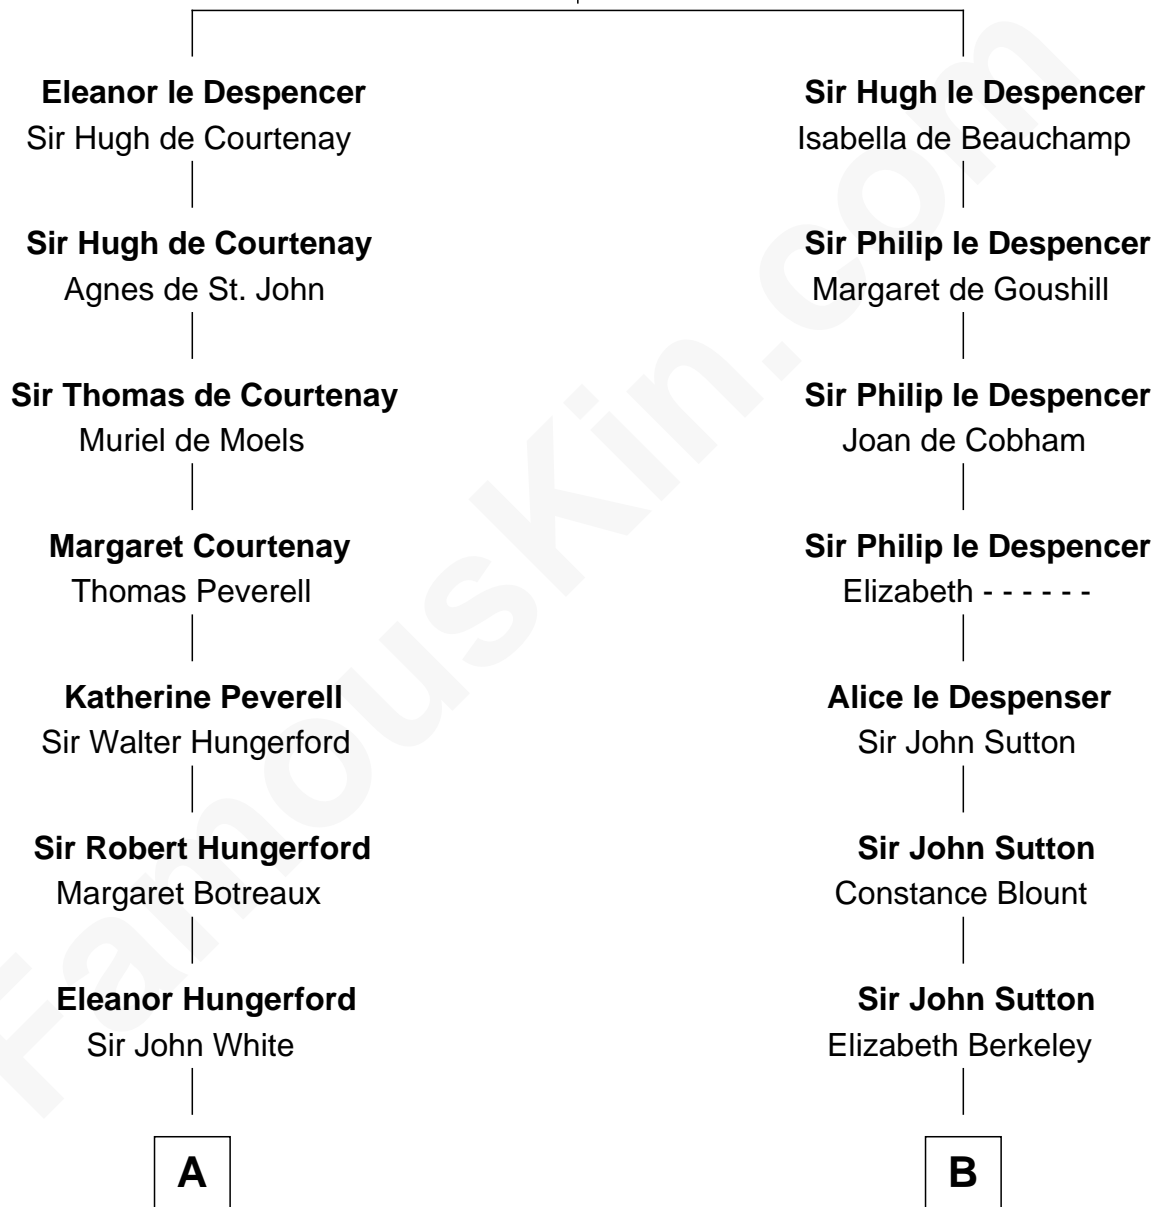 Eleanor le Despencer
Sir Hugh de Courtenay
Sir Hugh de Courtenay
Agnes de St. John
Sir Thomas de Courtenay
Muriel de Moels
Margaret Courtenay
Thomas Peverell
Katherine Peverell
Sir Walter Hungerford
Sir Robert Hungerford
Margaret Botreaux
Eleanor Hungerford
Sir John White
A
Sir Hugh le Despencer
Isabella de Beauchamp
Sir Philip le Despencer
Margaret de Goushill
Sir Philip le Despencer
Joan de Cobham
Sir Philip le Despencer
Elizabeth - - - - - -
Alice le Despenser
Sir John Sutton
Sir John Sutton
Constance Blount
Sir John Sutton
Elizabeth Berkeley
B
FamousKin.com